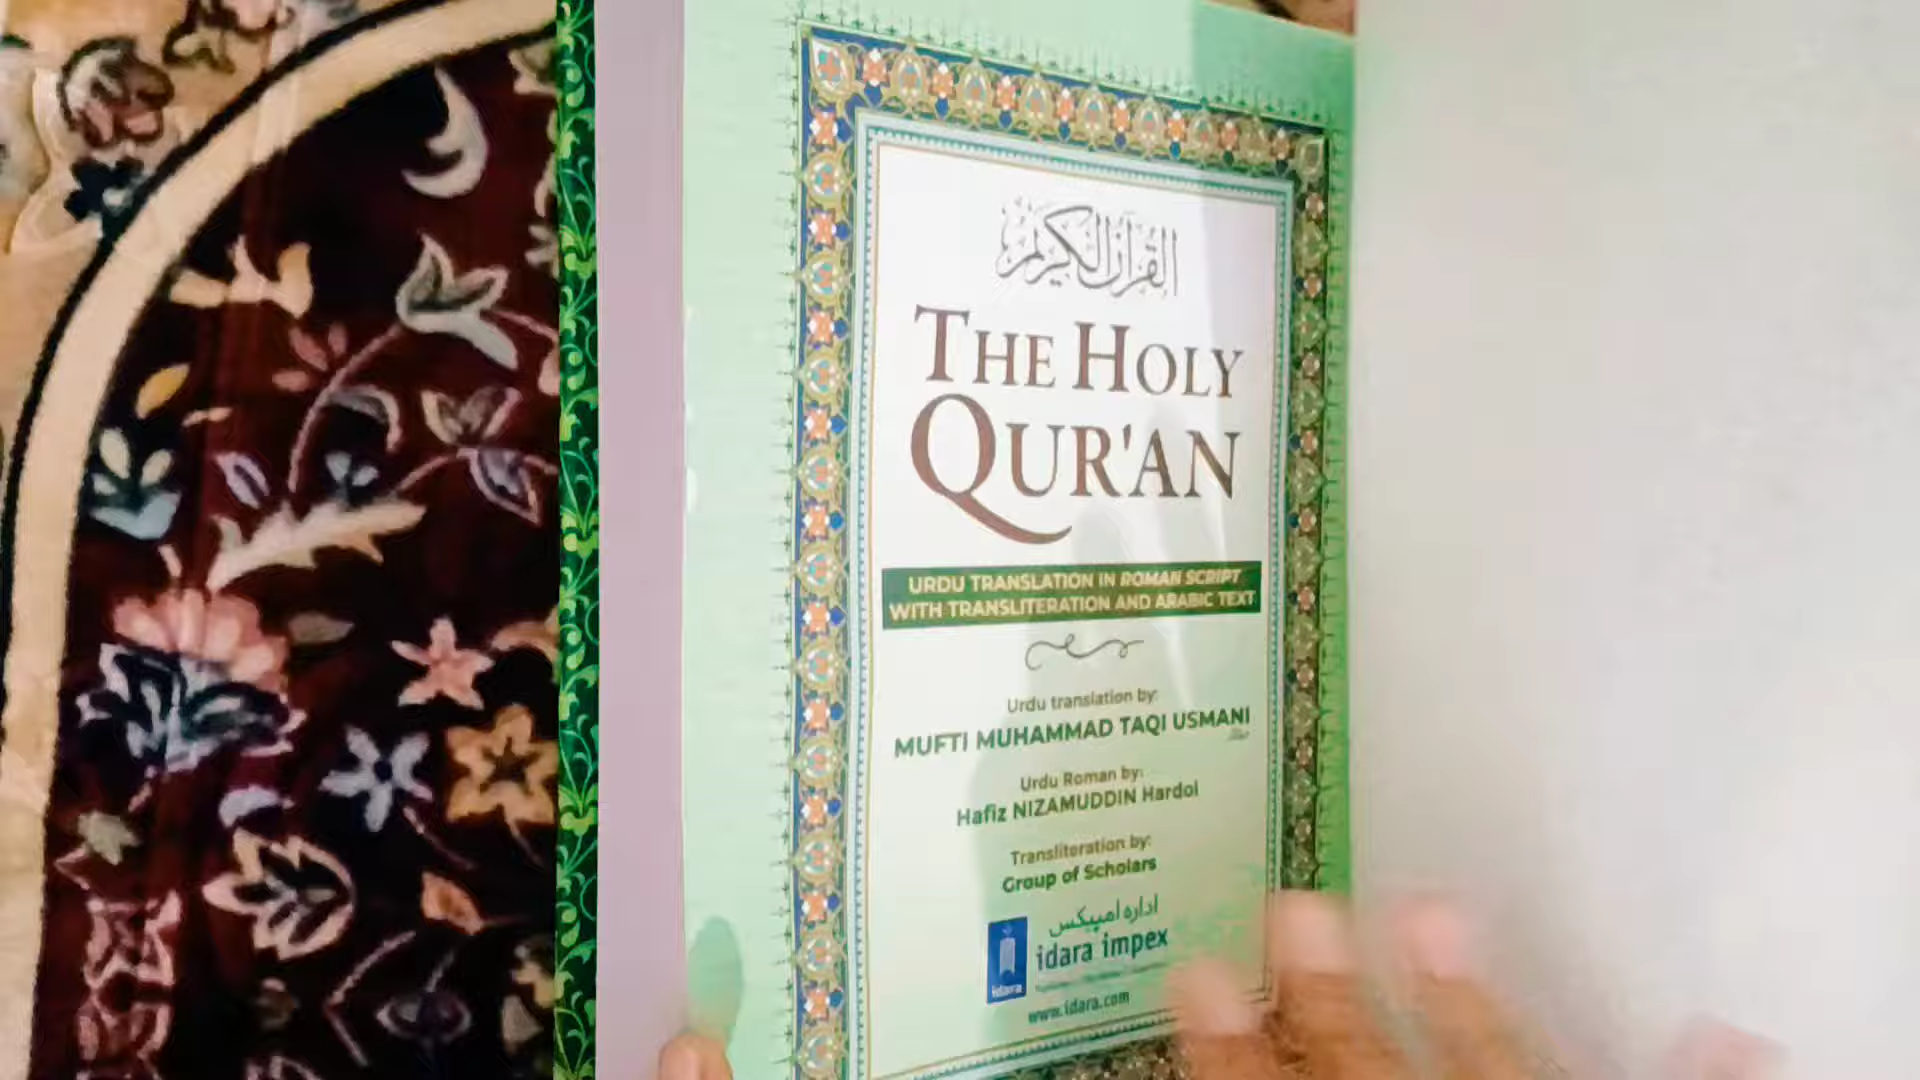 القرآن الكريم
THE HOLY
QUR'AN
URDU TRANSLATION IN ROMAN SCRIPT
WITH TRANSLITERATION AND ARABIC TEXT
Urdu translation by:
MUFTI MUHAMMAD TAQI USMANI
Urdu Roman by:
Hafiz NIZAMUDDIN Hardoi
Transliteration by:
Group of Scholars
اداره امپیکس
idara impex
idara
www.idara.com